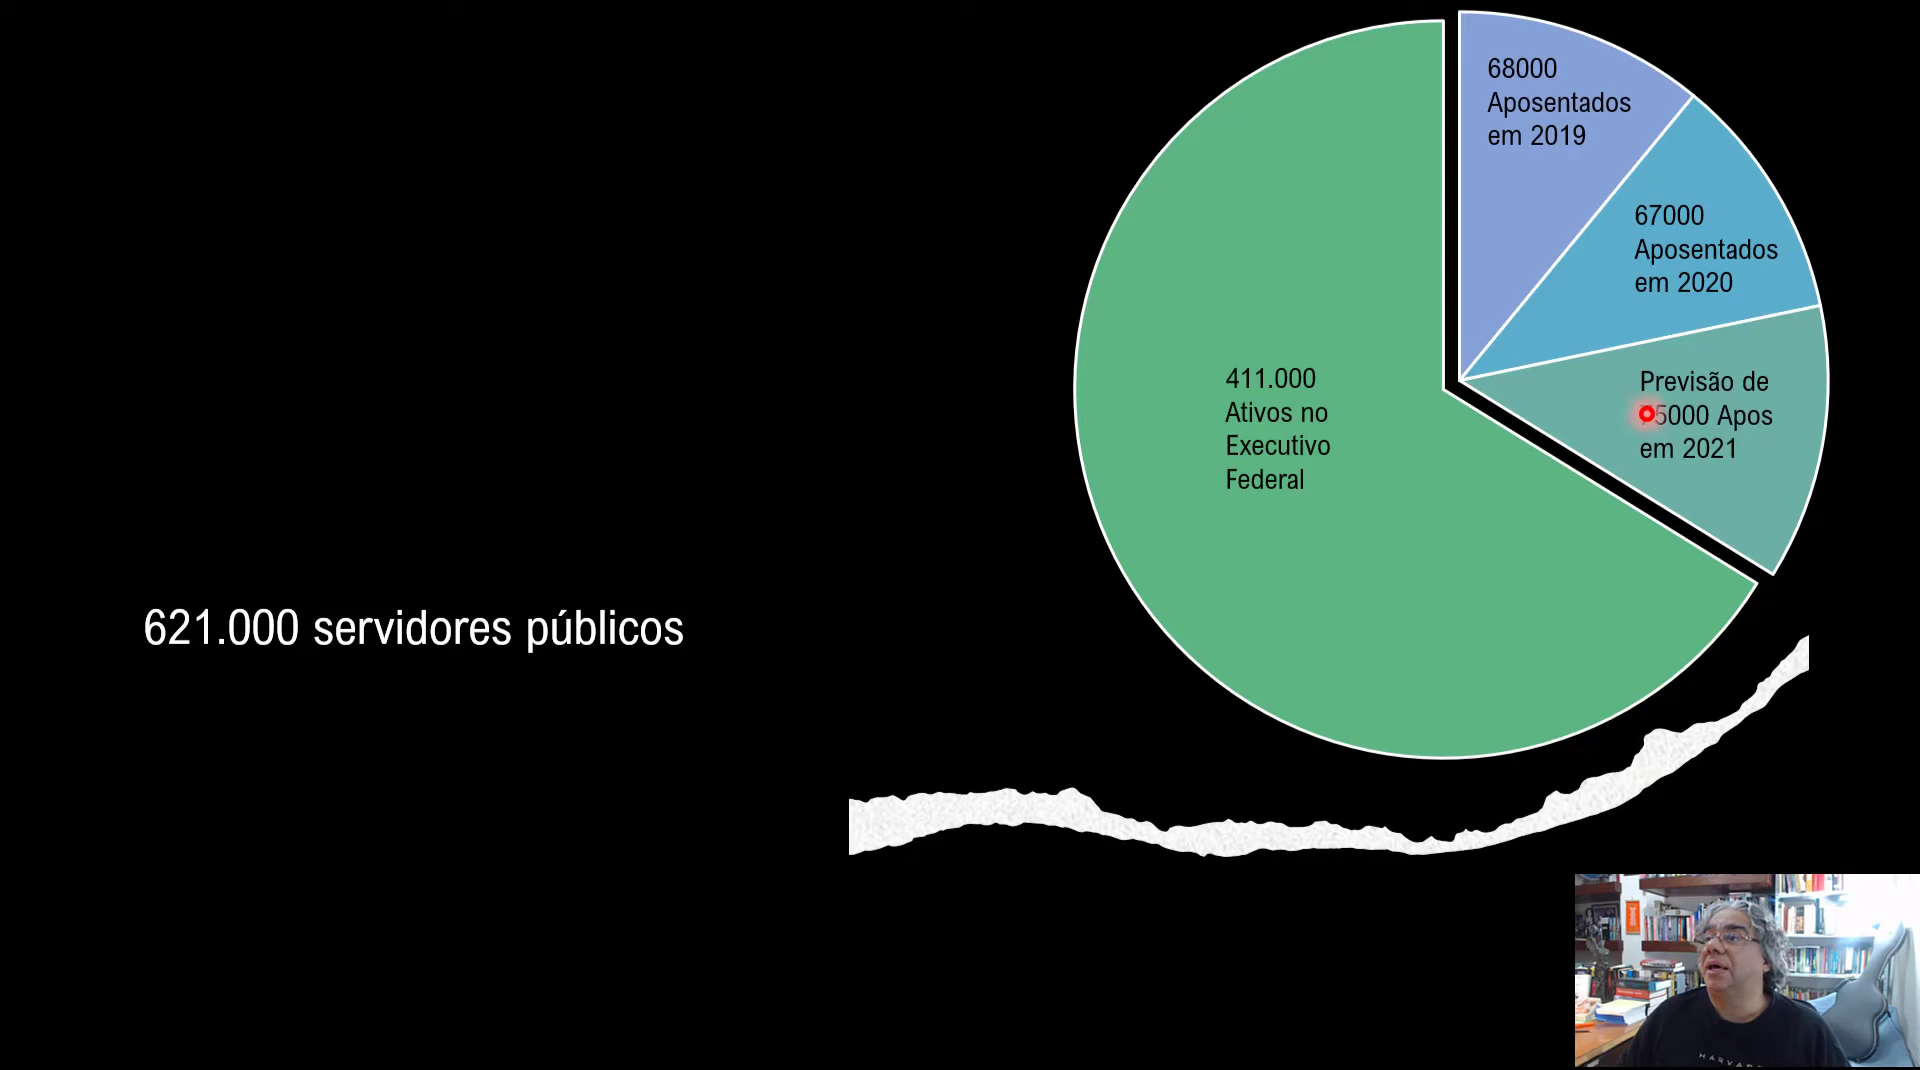 68000
Aposentados
em 2019
67000
Aposentados
em 2020
Previsão de
75000 Apos
em 2021
411.000
Ativos no
Executivo
Federal
621.000 servidores públicos